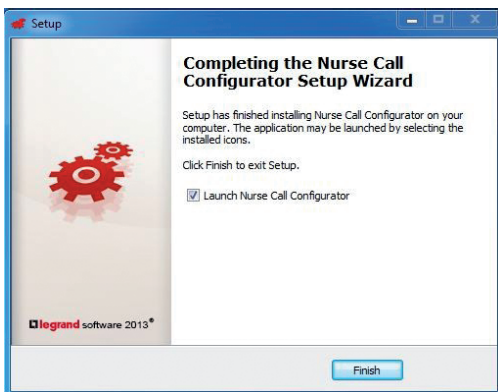 Setup
Completing the Nurse Call
Configurator Setup Wizard
Setup has finished installing Nurse Call Configurator on your
computer. The application may be launched by selecting the
installed icons.
Click Finish to exit Setup.
Launch Nurse Call Configurator
legrand software 2013®
Finish